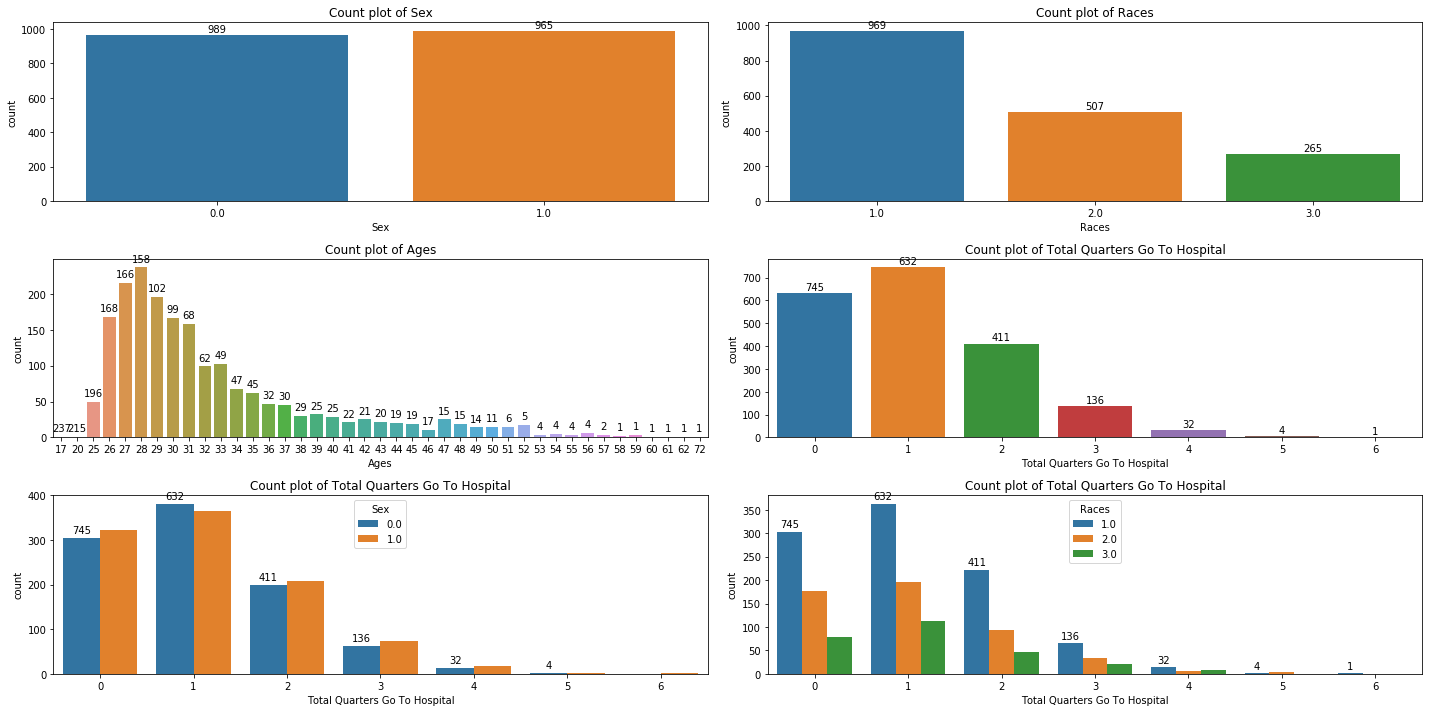 Count plot of Sex
989 965
1000
800
600
400
200
0
count
0.0 1.0
Sex
Count plot of Races
969 507 265
1000
800
600
400
200
0
count
1.0 2.0 3.0
Races
Count plot of Ages
237 215 196 168 166 158 102 99 68 62 49 47 45 32 30 29 25 25 22 21 20 19 19 17 15 15 14 11 6 5 4 4 4 4 2 1 1 1 1 1 1
200
150
100
50
0
count
17 20 25 26 27 28 29 30 31 32 33 34 35 36 37 38 39 40 41 42 43 44 45 46 47 48 49 50 51 52 53 54 55 56 57 58 59 60 61 62 72
Ages
Count plot of Total Quarters Go To Hospital
745 632 411 136 32 4 1
700
600
500
400
300
200
100
0
count
0 1 2 3 4 5 6
Total Quarters Go To Hospital
Count plot of Total Quarters Go To Hospital
745 632 411 136 32 4
Sex
0.0
1.0
400
300
200
100
0
count
0 1 2 3 4 5 6
Total Quarters Go To Hospital
Count plot of Total Quarters Go To Hospital
745 632 411 136 32 4 1
Races
1.0
2.0
3.0
350
300
250
200
150
100
50
0
count
0 1 2 3 4 5 6
Total Quarters Go To Hospital